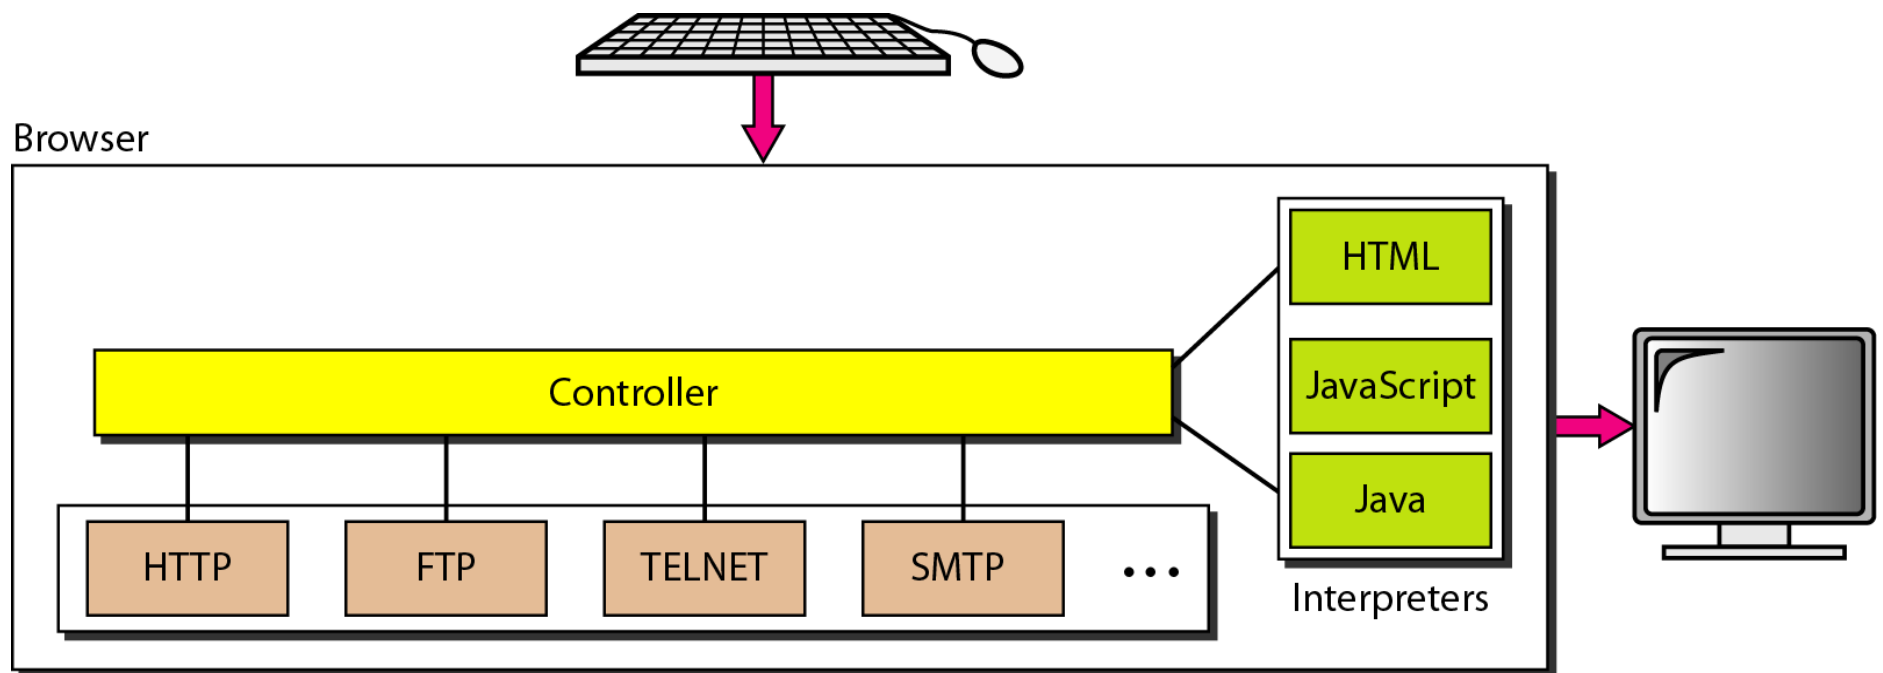 Browser
HTML
JavaScript
Java
Interpreters
Controller
HTTP
FTP
TELNET
SMTP
...